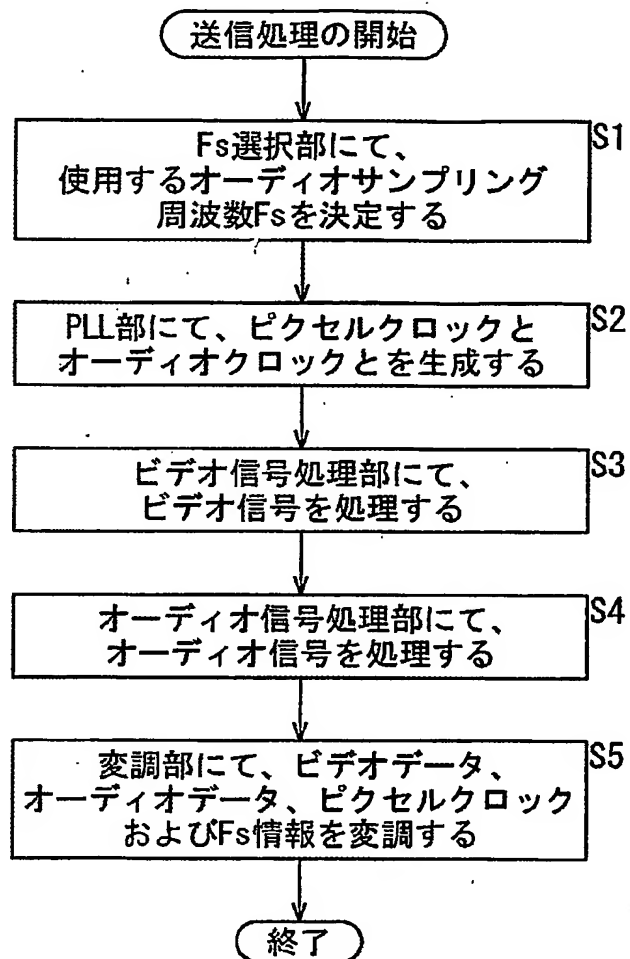 送信処理の開始
S1
Fs選択部にて、
使用するオーディオサンプリング
周波数Fsを決定する
S2
PLL部にて、ピクセルクロックと
オーディオクロックとを生成する
S3
ビデオ信号処理部にて、
ビデオ信号を処理する
S4
オーディオ信号処理部にて、
オーディオ信号を処理する
S5
変調部にて、ビデオデータ、
オーディオデータ、ピクセルクロック
およびFs情報を変調する
終了